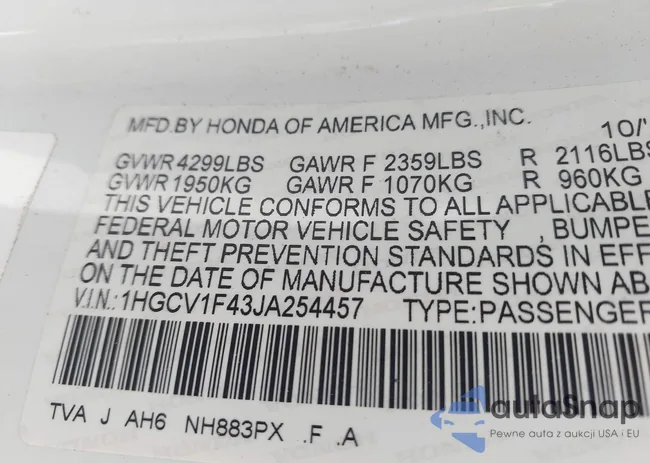 MFD.BY HONDA OF AMERICA MFG.,INC. 10/
GVWR 4299LBS GAWR F 2359LBS R 2116LBS
GVWR 1950KG GAWR F 1070KG R 960KG
THIS VEHICLE CONFORMS TO ALL APPLICABLE
FEDERAL MOTOR VEHICLE SAFETY , BUMPE
AND THEFT PREVENTION STANDARDS IN EFF
ON THE DATE OF MANUFACTURE SHOWN AB
V.I.N.:1HGCV1F43JA254457 TYPE:PASSENGER
TVA J AH6 NH883PX .F .A
autoSnap
Pewne auta z aukcji USA i EU